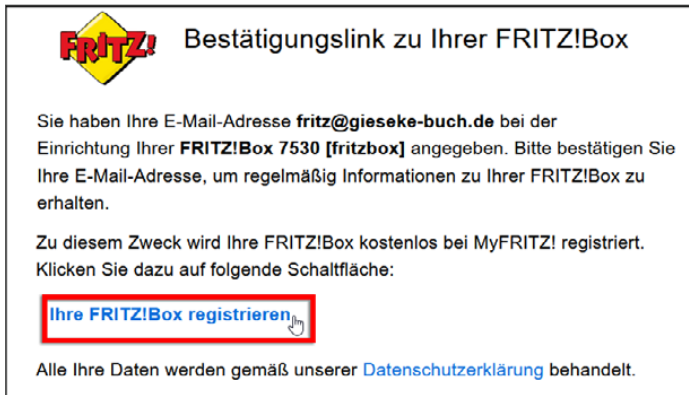 FRITZ!
Bestätigungslink zu Ihrer FRITZ!Box
Sie haben Ihre E-Mail-Adresse fritz@gieseke-buch.de bei der
Einrichtung Ihrer FRITZ!Box 7530 [fritzbox] angegeben. Bitte bestätigen Sie
Ihre E-Mail-Adresse, um regelmäßig Informationen zu Ihrer FRITZ!Box zu
erhalten.
Zu diesem Zweck wird Ihre FRITZ!Box kostenlos bei MyFRITZ! registriert.
Klicken Sie dazu auf folgende Schaltfläche:
Ihre FRITZ!Box registrieren
Alle Ihre Daten werden gemäß unserer Datenschutzerklärung behandelt.